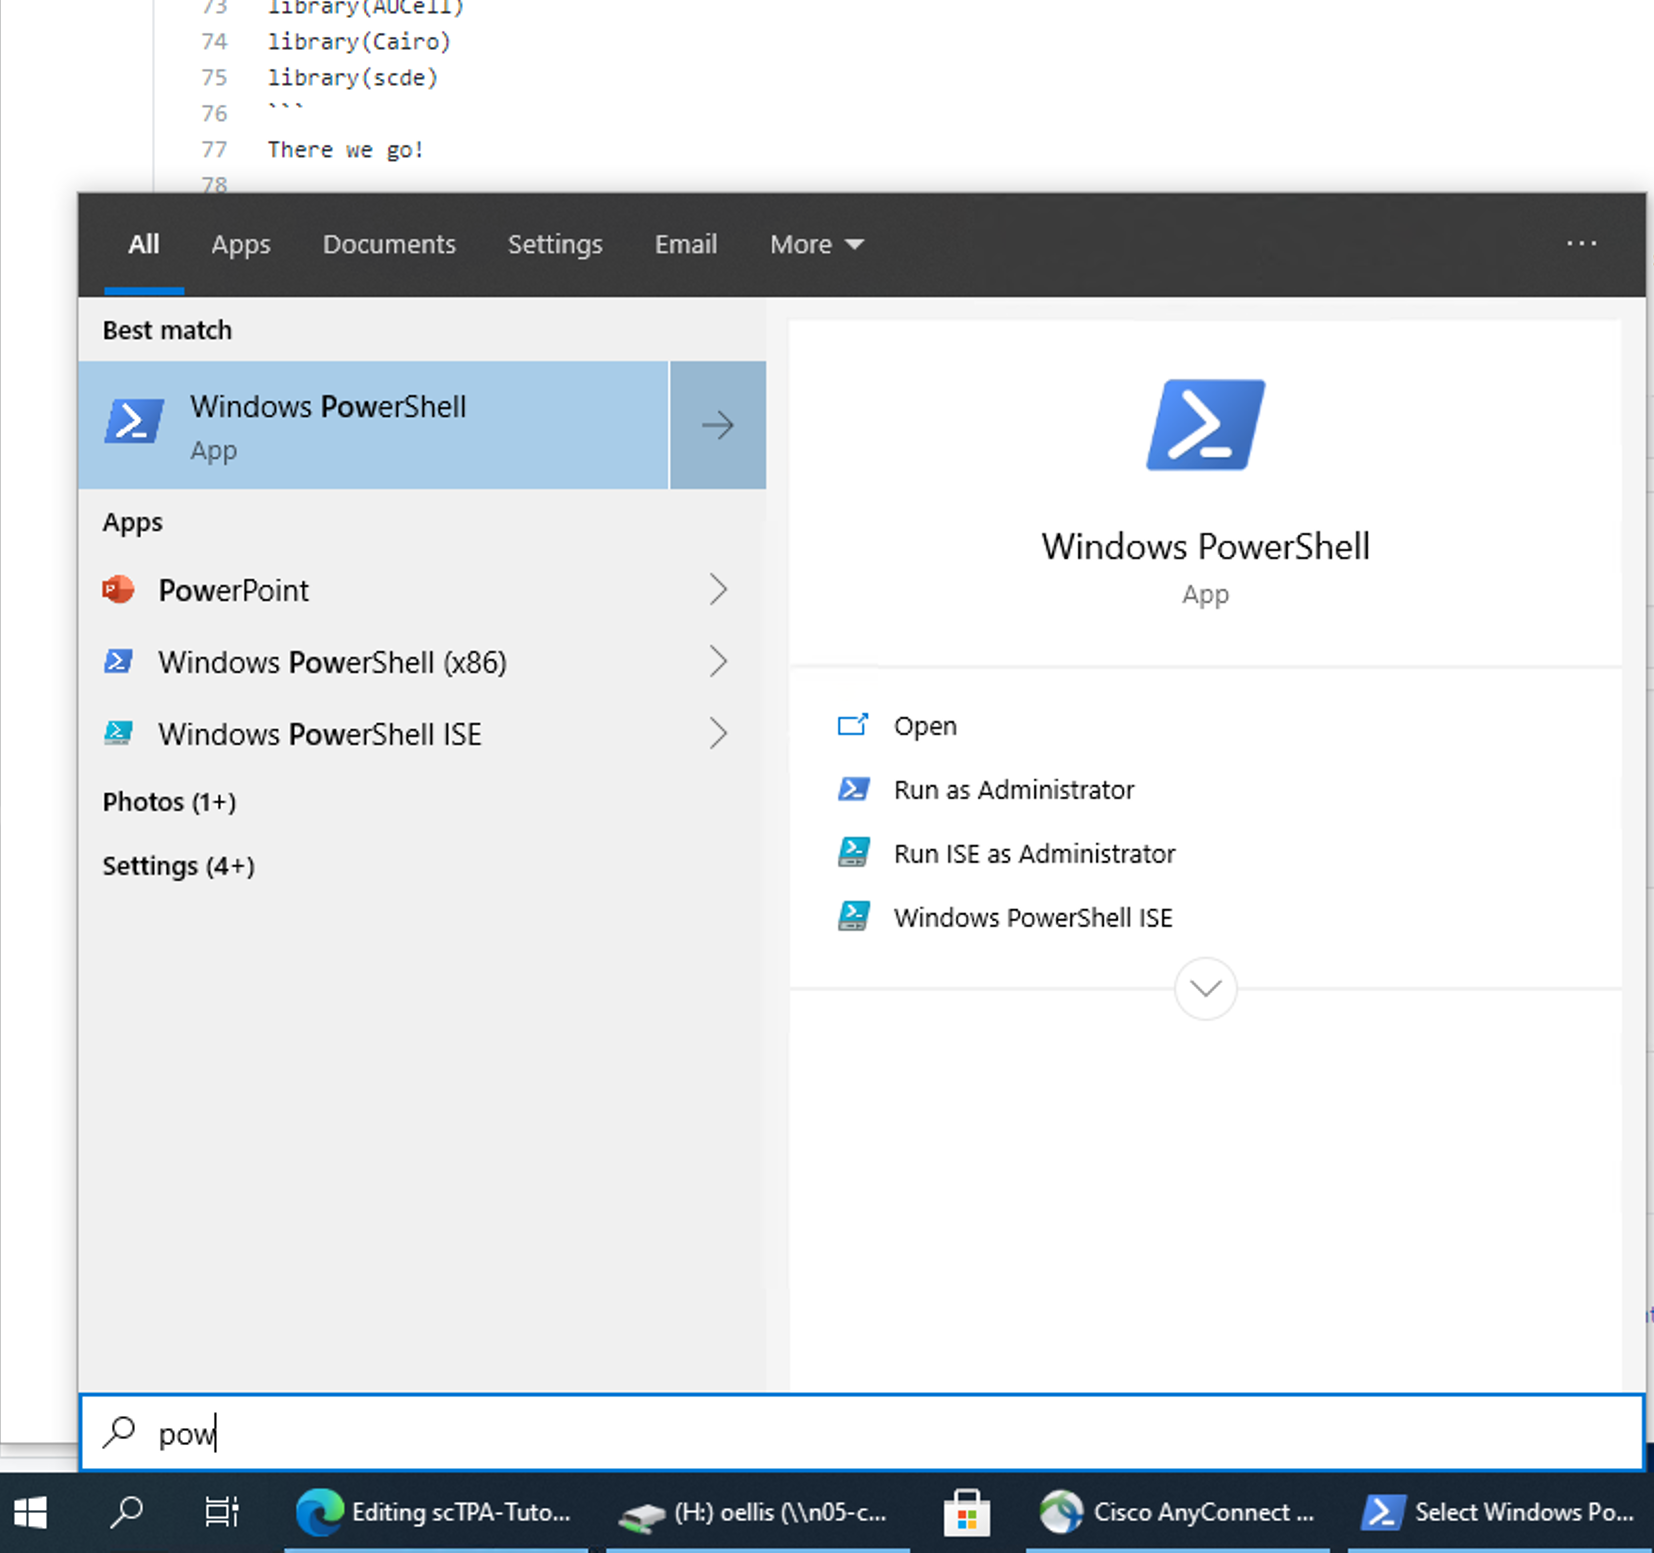 73 library(AUCell)
74 library(Cairo)
75 library(scde)
76 ```
77 There we go!
78
All Apps Documents Settings Email More ...
Best match
Windows PowerShell
App
Apps
PowerPoint
Windows PowerShell (x86)
Windows PowerShell ISE
Photos (1+)
Settings (4+)
Windows PowerShell
App
Open
Run as Administrator
Run ISE as Administrator
Windows PowerShell ISE
pow
Editing scTPA-Tuto... (H:) oellis (\\n05-c... Cisco AnyConnect ... Select Windows Po...